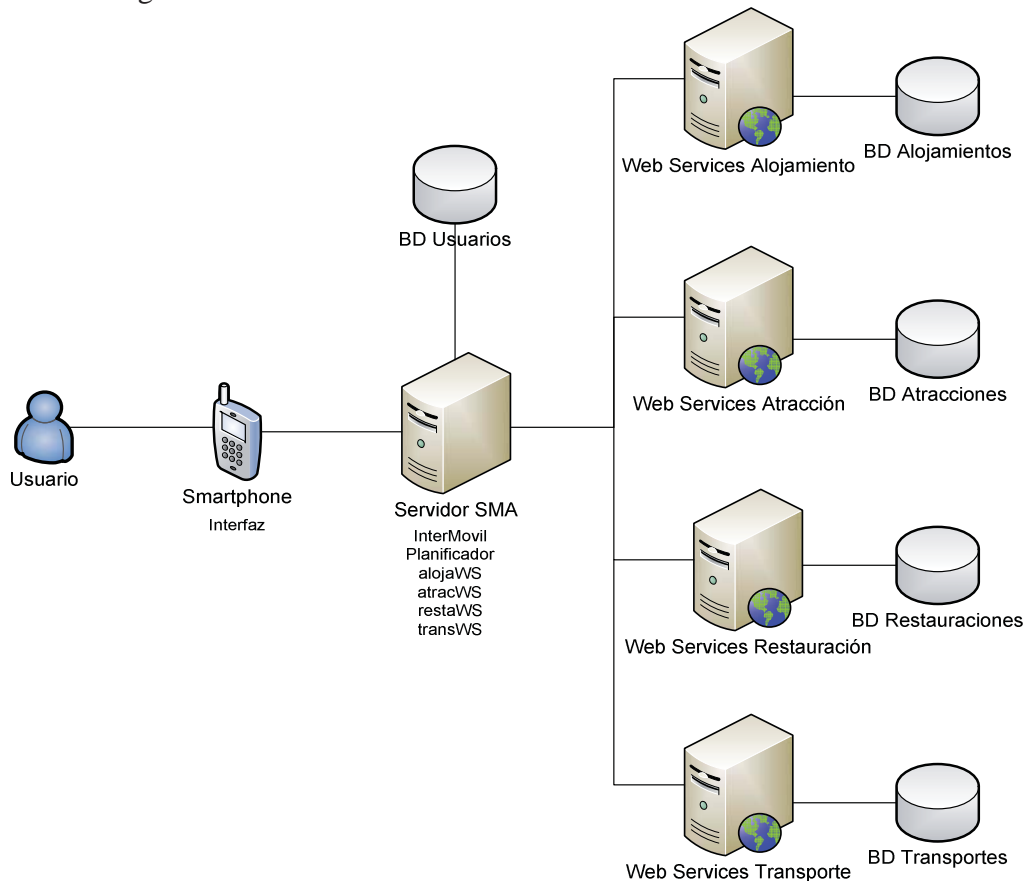 Web Services Alojamiento
BD Alojamientos
BD Usuarios
Web Services Atracción
BD Atracciones
Usuario
Smartphone
Interfaz
Servidor SMA
InterMovil
Planificador
alojaWS
atracWS
restaWS
transWS
Web Services Restauración
BD Restauraciones
Web Services Transporte
BD Transportes